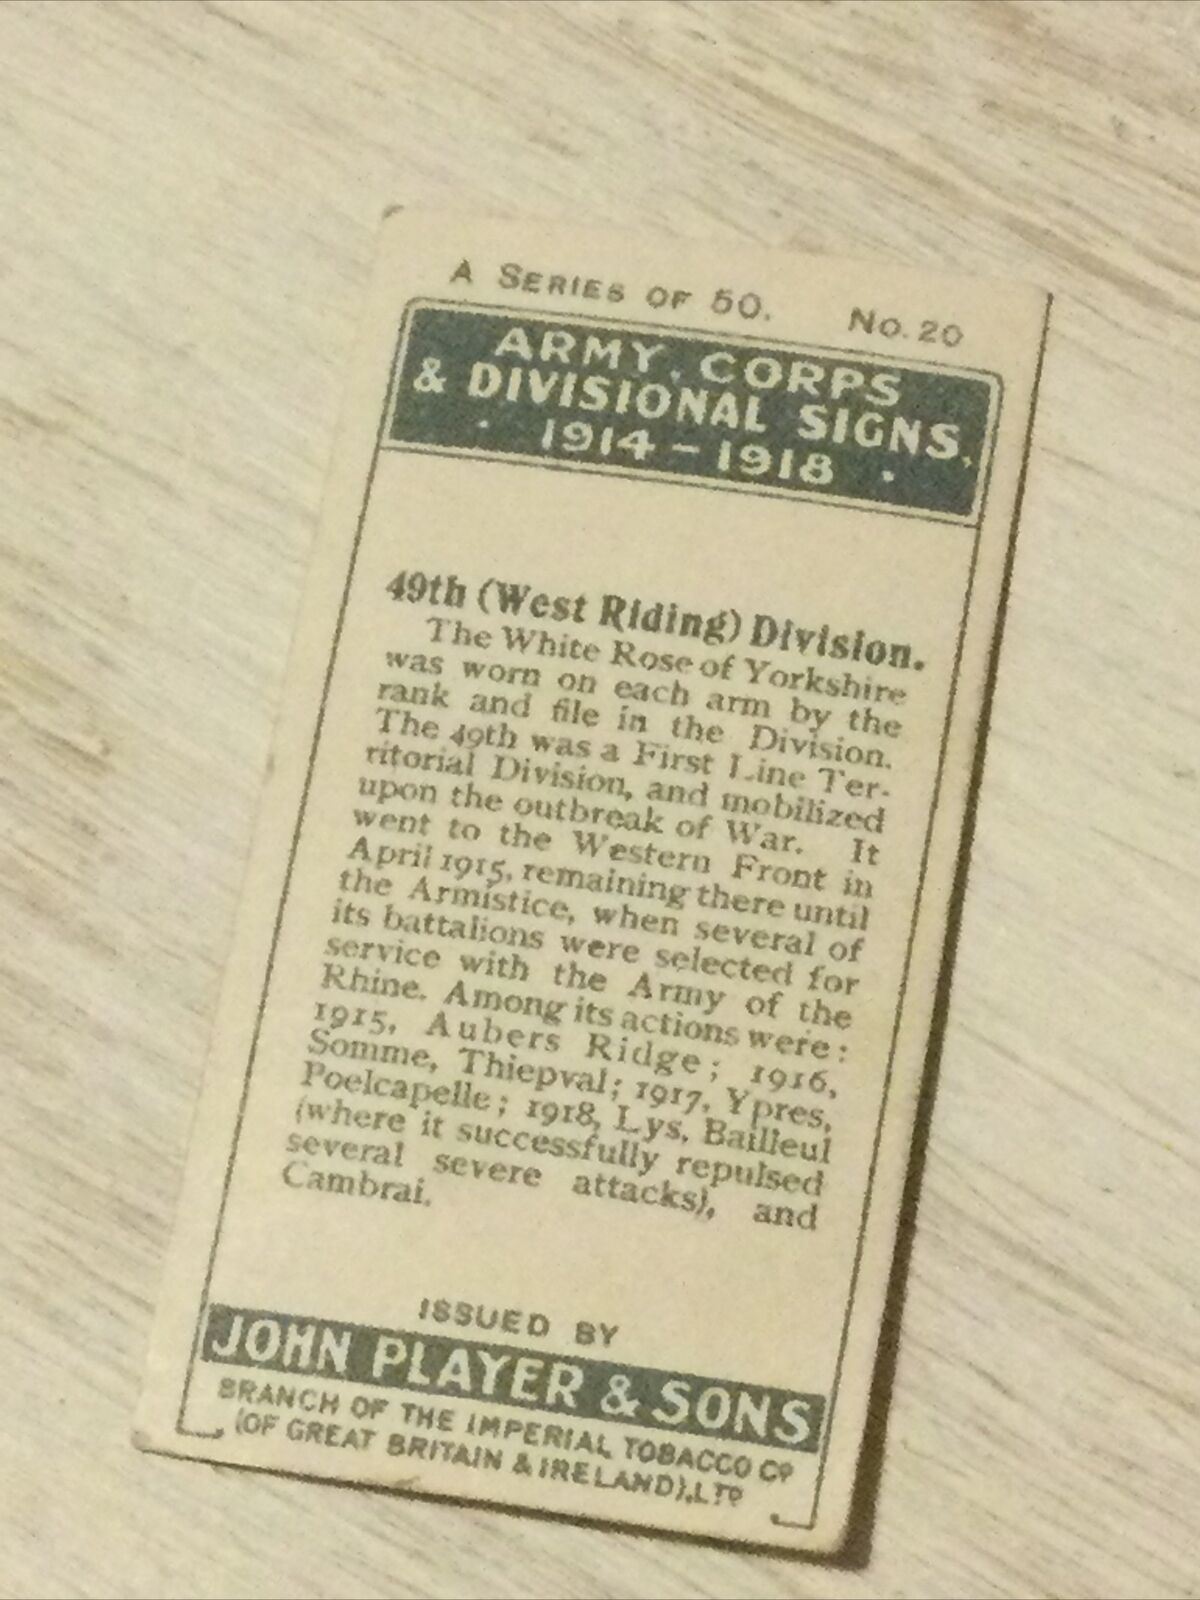 A SERIES OF 50. No. 20
ARMY. CORPS
& DIVISIONAL SIGNS,
· 1914 – 1918 ·
49th (West Riding) Division.
The White Rose of Yorkshire
was worn on each arm by the
rank and file in the Division.
The 49th was a First Line Ter-
ritorial Division, and mobilized
upon the outbreak of War. It
went to the Western Front in
April 1915, remaining there until
the Armistice, when several of
its battalions were selected for
service with the Army of the
Rhine. Among its actions were:
1915, Aubers Ridge; 1916,
Somme, Thiepval; 1917, Ypres,
Poelcapelle; 1918, Lys, Bailleul
(where it successfully repulsed
several severe attacks), and
Cambrai.
ISSUED BY
JOHN PLAYER & SONS
BRANCH OF THE IMPERIAL TOBACCO CO
(OF GREAT BRITAIN & IRELAND), LTD